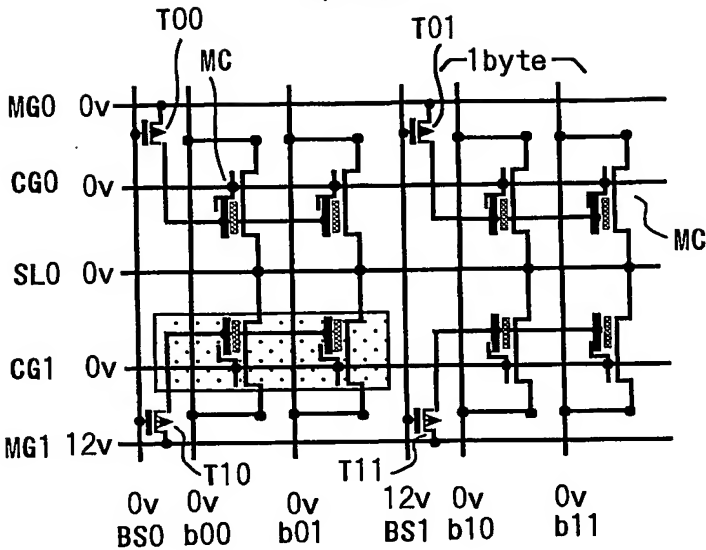 T00
T01
MC
1byte
MG0 0v
CG0 0v
MC
SL0 0v
CG1 0v
MG1 12v
T10
T11
0v 0v 0v 12v 0v 0v
BS0 b00 b01 BS1 b10 b11